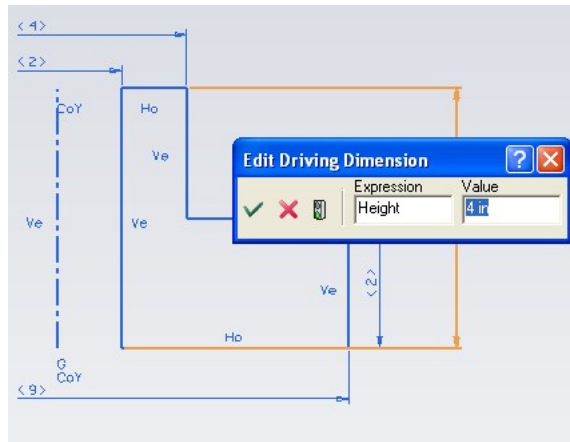 <4>
<2>
CoY
Ho
Ve
Edit Driving Dimension
Expression
Value
Height
4 in
Ve
Ve
Ve
<2>
Ho
G
CoY
<9>